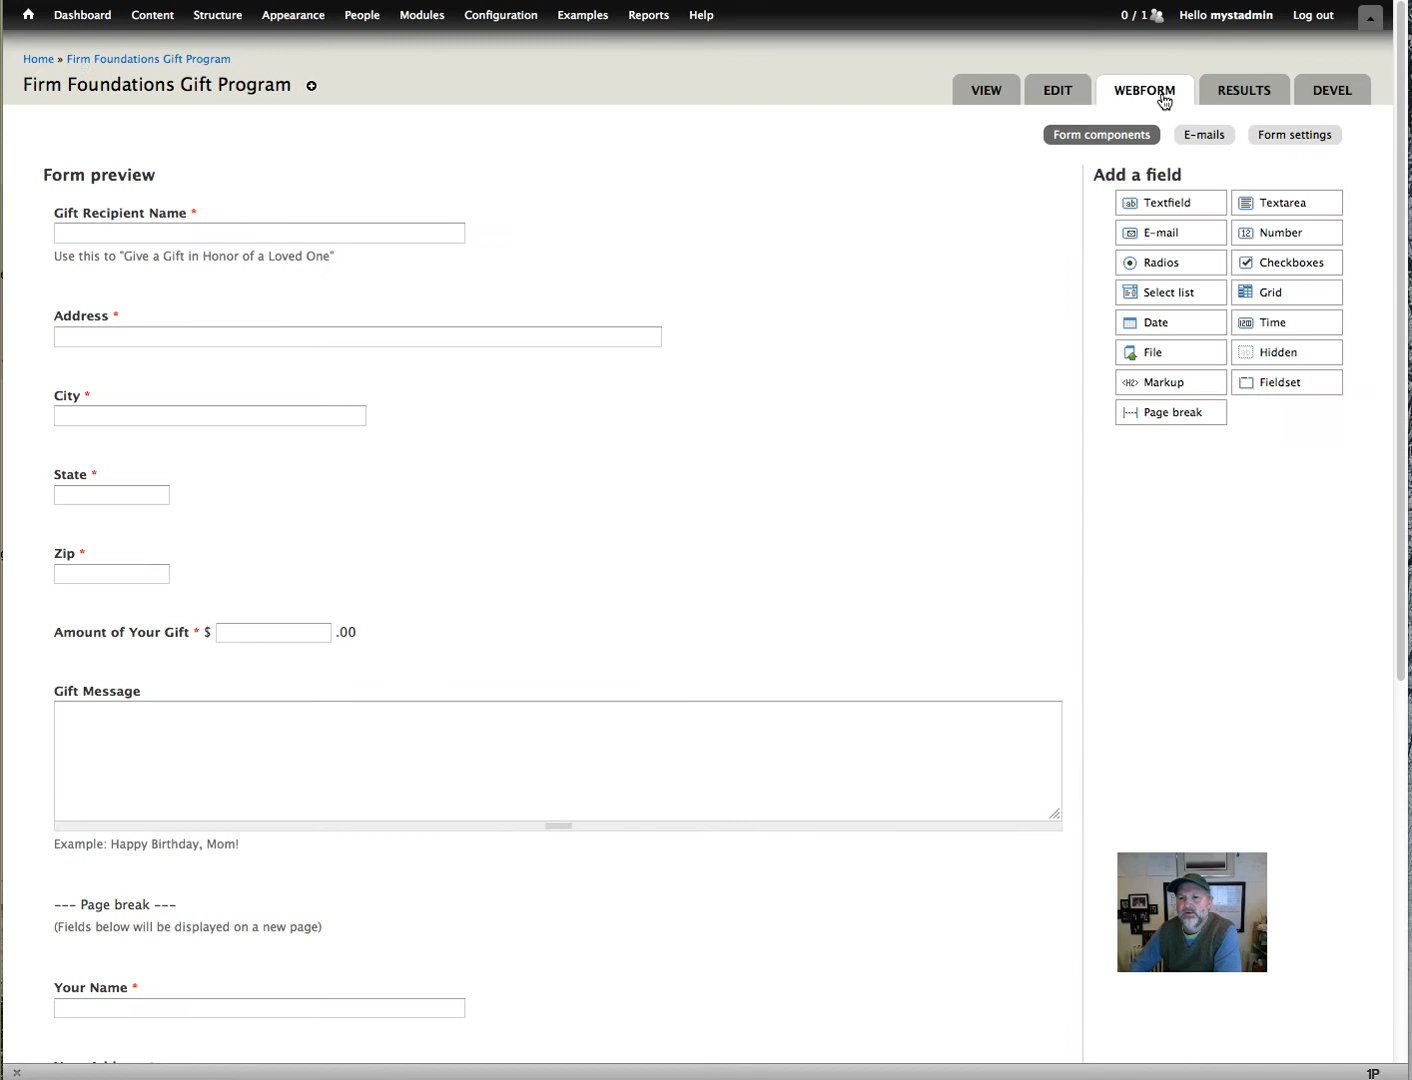 Dashboard Content Structure Appearance People Modules Configuration Examples Reports Help 0 / 1 Hello mystadmin Log out
Home » Firm Foundations Gift Program
Firm Foundations Gift Program
VIEW EDIT WEBFORM RESULTS DEVEL
Form components E-mails Form settings
Form preview
Gift Recipient Name *
Use this to "Give a Gift in Honor of a Loved One"
Address *
City *
State *
Zip *
Amount of Your Gift * $ .00
Gift Message
Example: Happy Birthday, Mom!
--- Page break ---
(Fields below will be displayed on a new page)
Your Name *
Add a field
Textfield Textarea
E-mail Number
Radios Checkboxes
Select list Grid
Date Time
File Hidden
Markup Fieldset
Page break
1P